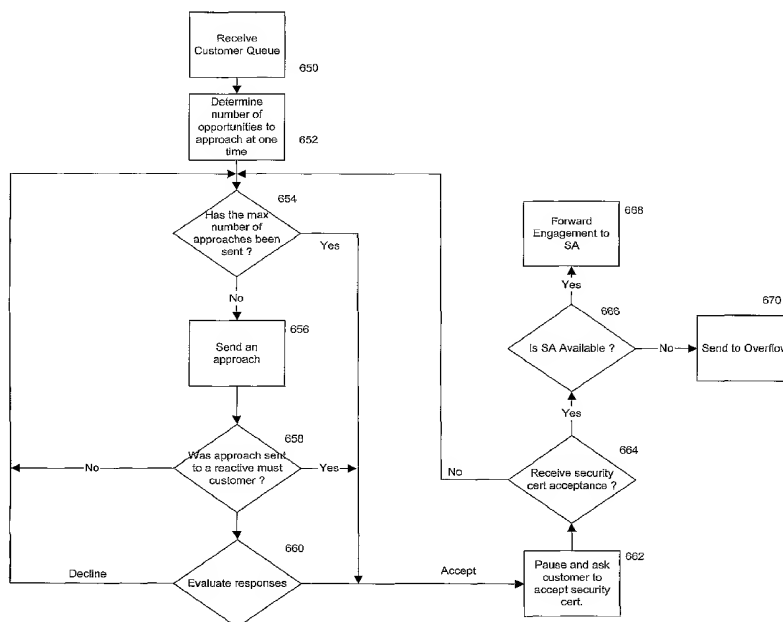 Receive
Customer Queue
650
Determine
number of
opportunities to
approach at one
time
652
654
Has the max
number of
approaches been
sent ?
Yes
No
656
Send an
approach
658
Was approach sent
to a reactive must
customer ?
No
Yes
660
Evaluate responses
Decline
Accept
662
Pause and ask
customer to
accept security
cert.
664
Receive security
cert acceptance ?
No
Yes
666
Is SA Available ?
Yes
No
668
Forward
Engagement to
SA
670
Send to Overflow